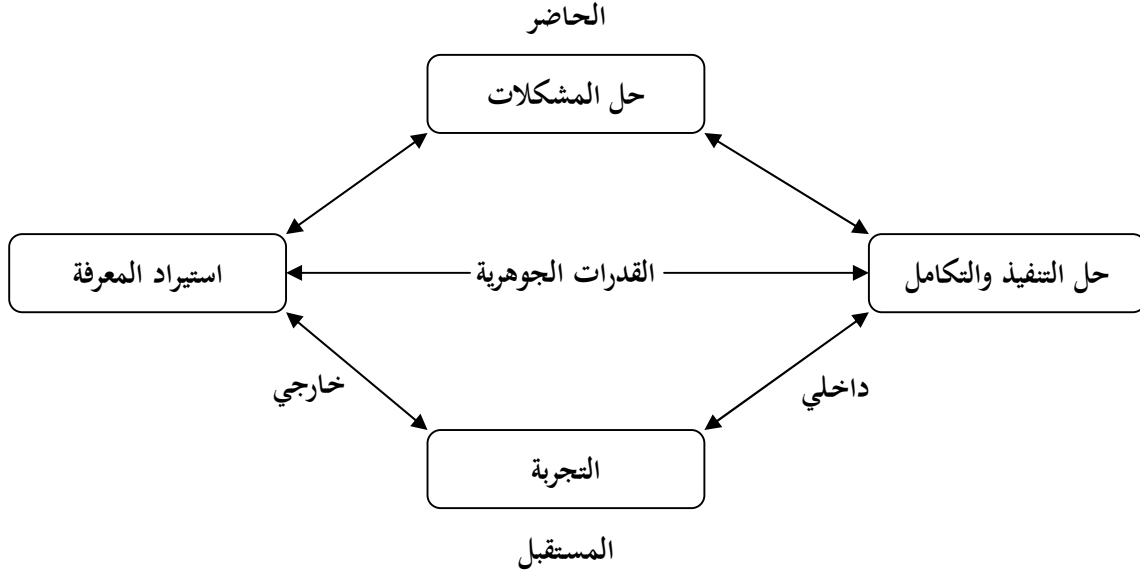 الحاضر
حل المشكلات
حل التنفيذ والتكامل
القدرات الجوهرية
استيراد المعرفة
داخلي
خارجي
التجربة
المستقبل